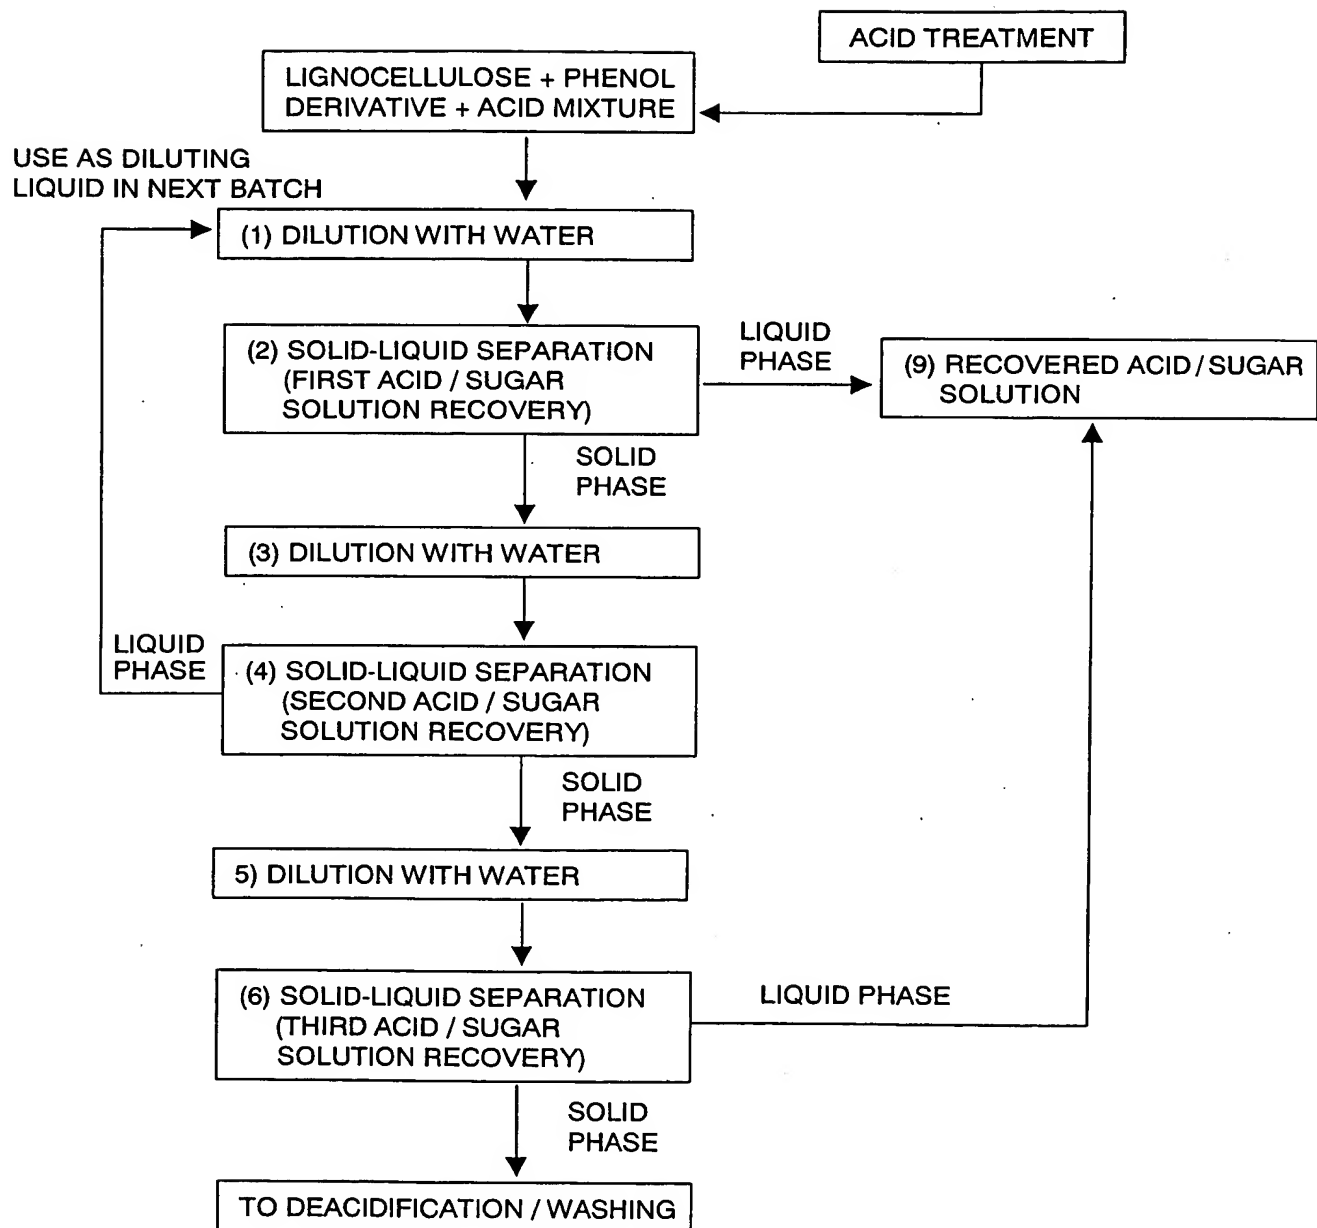 ACID TREATMENT
LIGNOCELLULOSE + PHENOL
DERIVATIVE + ACID MIXTURE
USE AS DILUTING
LIQUID IN NEXT BATCH
(1) DILUTION WITH WATER
(2) SOLID-LIQUID SEPARATION
(FIRST ACID / SUGAR
SOLUTION RECOVERY)
LIQUID
PHASE
(9) RECOVERED ACID / SUGAR
SOLUTION
SOLID
PHASE
(3) DILUTION WITH WATER
LIQUID
PHASE
(4) SOLID-LIQUID SEPARATION
(SECOND ACID / SUGAR
SOLUTION RECOVERY)
SOLID
PHASE
5) DILUTION WITH WATER
(6) SOLID-LIQUID SEPARATION
(THIRD ACID / SUGAR
SOLUTION RECOVERY)
LIQUID PHASE
SOLID
PHASE
TO DEACIDIFICATION / WASHING